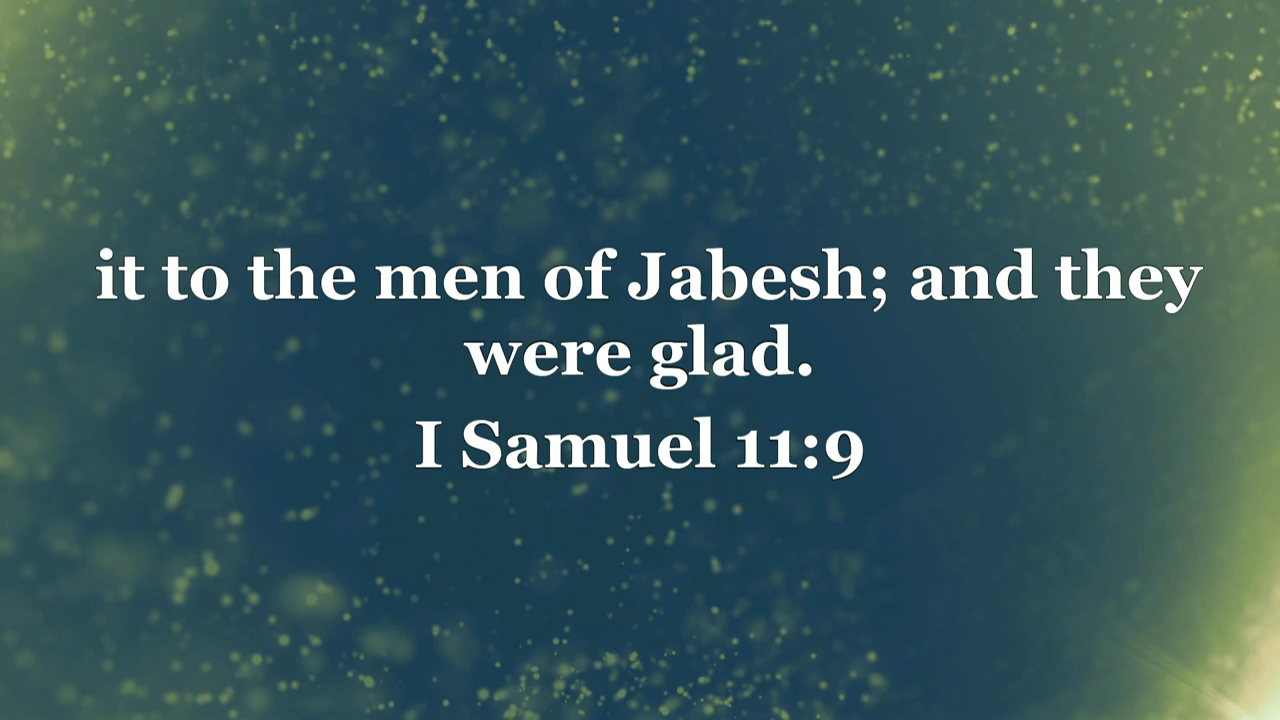 it to the men of Jabesh; and they
were glad.
I Samuel 11:9